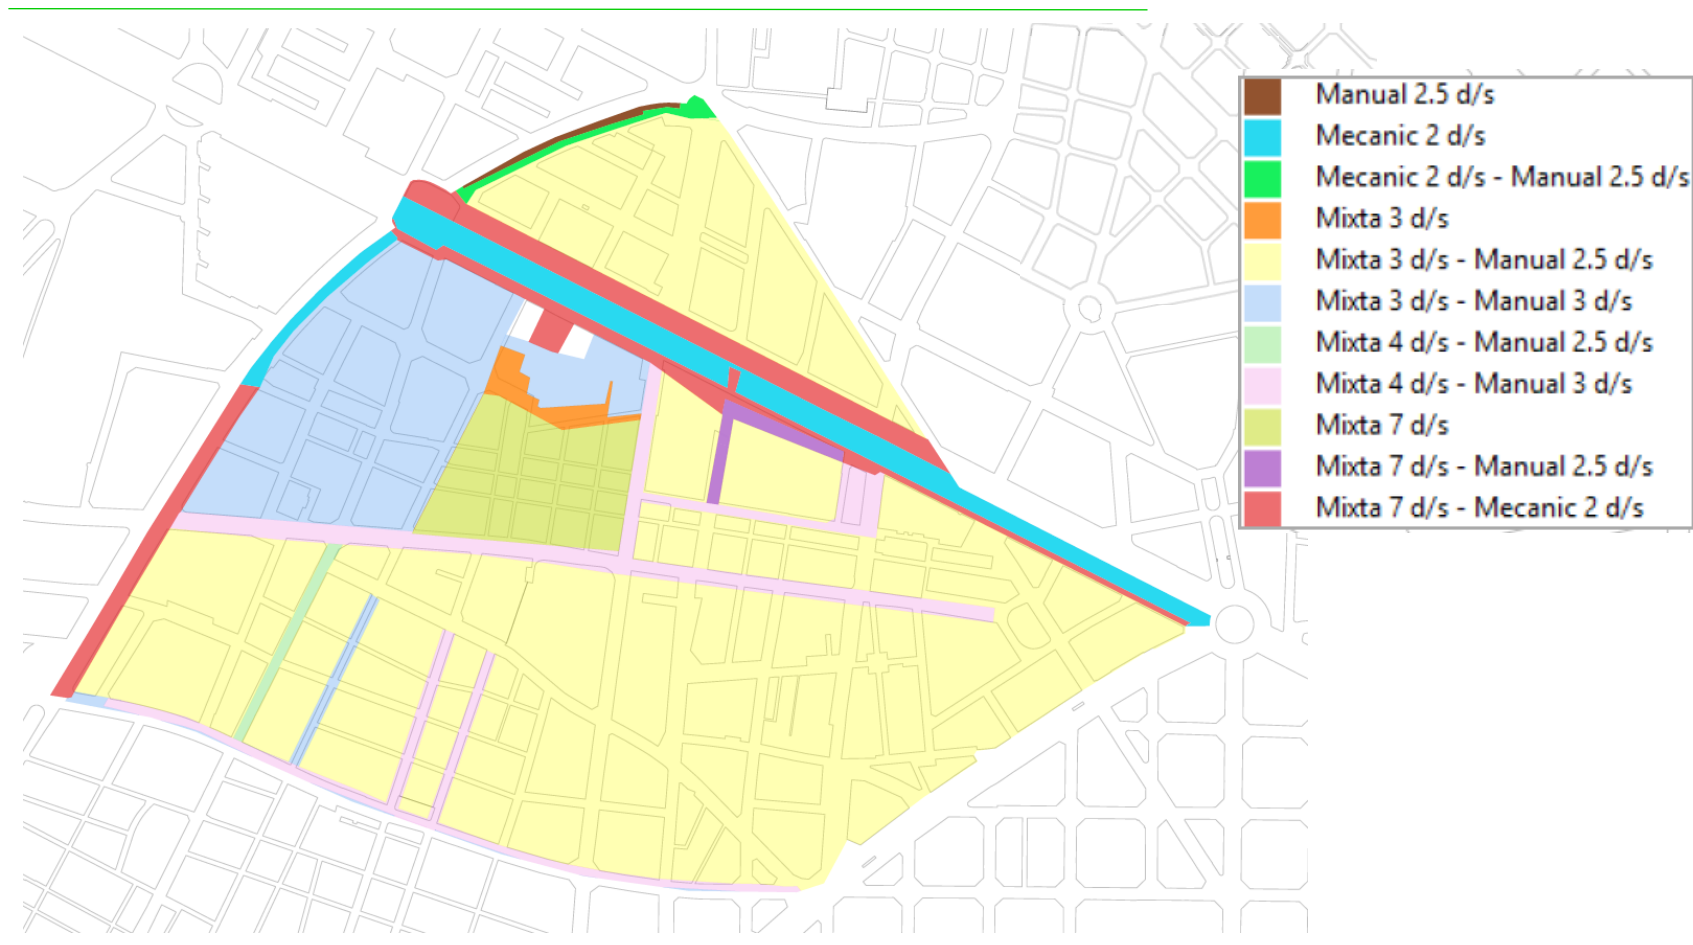 Manual 2.5 d/s
Mecanic 2 d/s
Mecanic 2 d/s - Manual 2.5 d/s
Mixta 3 d/s
Mixta 3 d/s - Manual 2.5 d/s
Mixta 3 d/s - Manual 3 d/s
Mixta 4 d/s - Manual 2.5 d/s
Mixta 4 d/s - Manual 3 d/s
Mixta 7 d/s
Mixta 7 d/s - Manual 2.5 d/s
Mixta 7 d/s - Mecanic 2 d/s